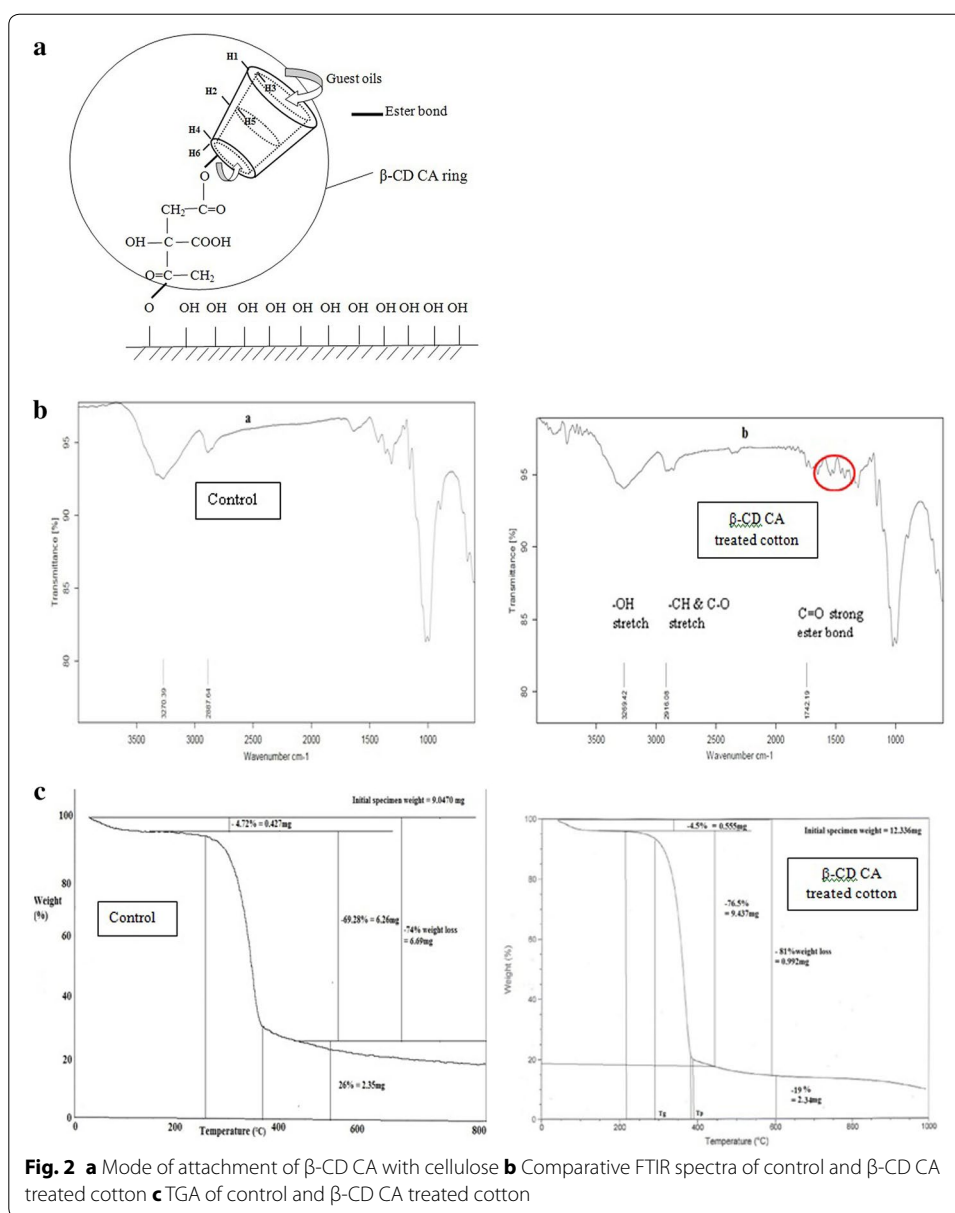 a
H1
H3
Guest oils
H2
Ester bond
H5
H4
H6
β-CD CA ring
O
CH2—C=O
OH—C—COOH
O=C—CH2
O OH OH OH OH OH OH OH OH OH OH OH
b
a
Control
Transmittance [%]
95
90
85
80
3270.39
2887.64
3500 3000 2500 2000 1500 1000
Wavenumber cm-1
b
β-CD CA
treated cotton
-OH
stretch
-CH & C-O
stretch
C=O strong
ester bond
Transmittance [%]
95
90
85
80
3269.42
2916.08
1742.19
3500 3000 2500 2000 1500 1000
Wavenumber cm-1
c
Initial specimen weight = 9.0470 mg
-4.72% = 0.427mg
Control
-69.28% = 6.26mg
-74% weight loss
= 6.69mg
26% = 2.35mg
Weight
(%)
100
80
60
40
20
0
200 400 600 800
Temperature (°C)
-4.5% = 0.555mg
Initial specimen weight = 12.336mg
β-CD CA
treated cotton
-76.5%
= 9.437mg
- 81%weight loss
= 0.992mg
-19 %
= 2.34mg
Tg Tp
Weight (%)
100
80
60
40
20
0
0 200 400 600 800 1000
Temperature (°C)
Fig. 2 a Mode of attachment of β-CD CA with cellulose b Comparative FTIR spectra of control and β-CD CA
treated cotton c TGA of control and β-CD CA treated cotton